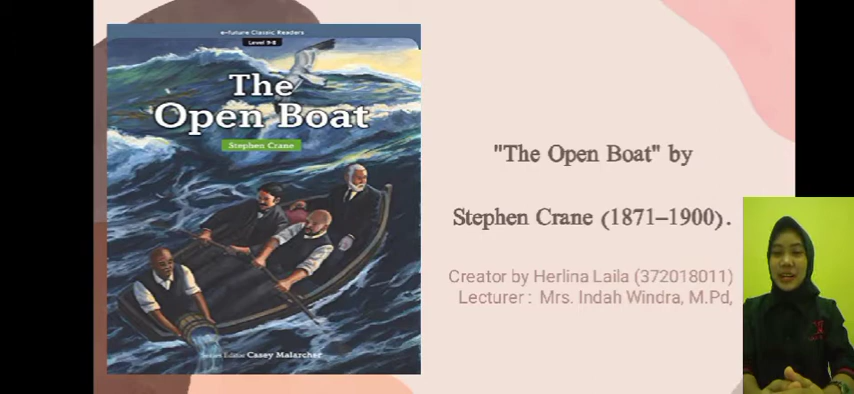 e-future Classic Readers
Level 9-8
The
Open Boat
Stephen Crane
Series Editor Casey Malarcher
"The Open Boat" by
Stephen Crane (1871–1900).
Creator by Herlina Laila (372018011)
Lecturer : Mrs. Indah Windra, M.Pd,